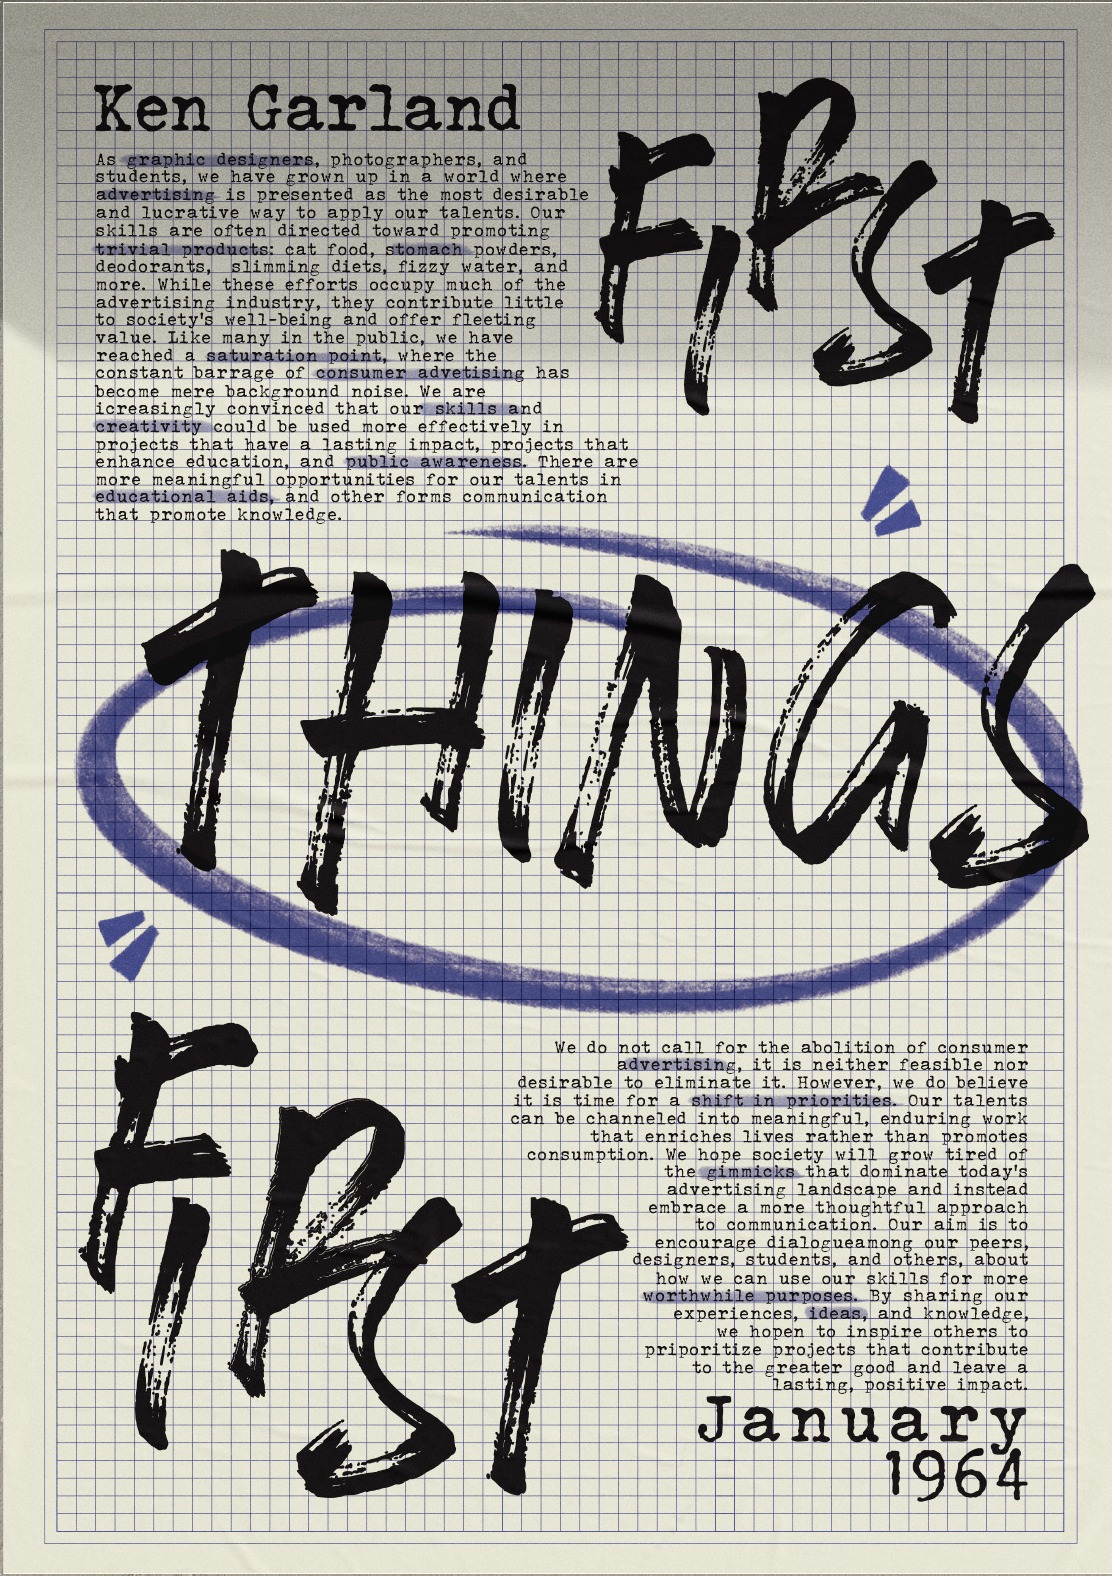 Ken Garland
FIRST
As graphic designers, photographers, and
students, we have grown up in a world where
advertising is presented as the most desirable
and lucrative way to apply our talents. Our
skills are often directed toward promoting
trivial products: cat food, stomach powders,
deodorants,  slimming diets, fizzy water, and
more. While these efforts occupy much of the
advertising industry, they contribute little
to society's well-being and offer fleeting
value. Like many in the public, we have
reached a saturation point, where the
constant barrage of consumer advetising has
become mere background noise. We are
icreasingly convinced that our skills and
creativity could be used more effectively in
projects that have a lasting impact, projects that
enhance education, and public awareness. There are
more meaningful opportunities for our talents in
educational aids, and other forms communication
that promote knowledge.
THINGS
FIRST
We do not call for the abolition of consumer
advertising, it is neither feasible nor
desirable to eliminate it. However, we do believe
it is time for a shift in priorities. Our talents
can be channeled into meaningful, enduring work
that enriches lives rather than promotes
consumption. We hope society will grow tired of
the gimmicks that dominate today's
advertising landscape and instead
embrace a more thoughtful approach
to communication. Our aim is to
encourage dialogueamong our peers,
designers, students, and others, about
how we can use our skills for more
worthwhile purposes. By sharing our
experiences, ideas, and knowledge,
we hopen to inspire others to
priporitize projects that contribute
to the greater good and leave a
lasting, positive impact.
January
1964